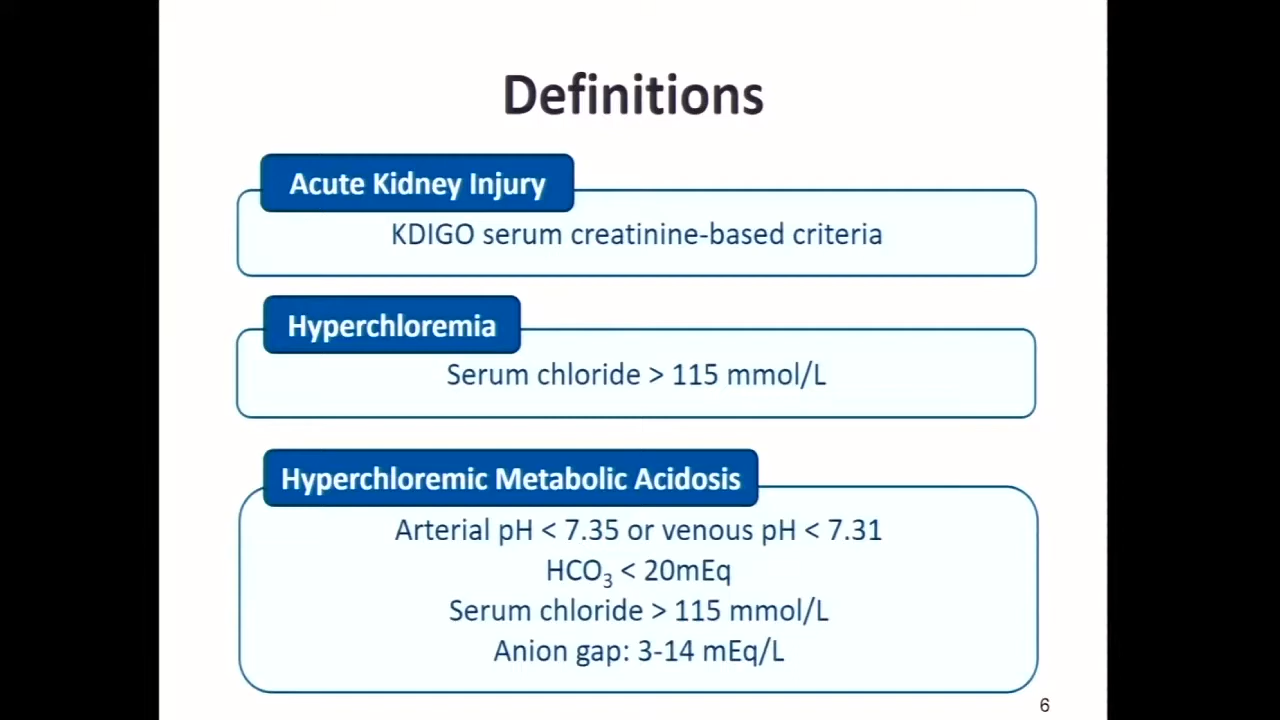 Definitions
Acute Kidney Injury
KDIGO serum creatinine-based criteria
Hyperchloremia
Serum chloride > 115 mmol/L
Hyperchloremic Metabolic Acidosis
Arterial pH < 7.35 or venous pH < 7.31
HCO₃ < 20mEq
Serum chloride > 115 mmol/L
Anion gap: 3-14 mEq/L
6